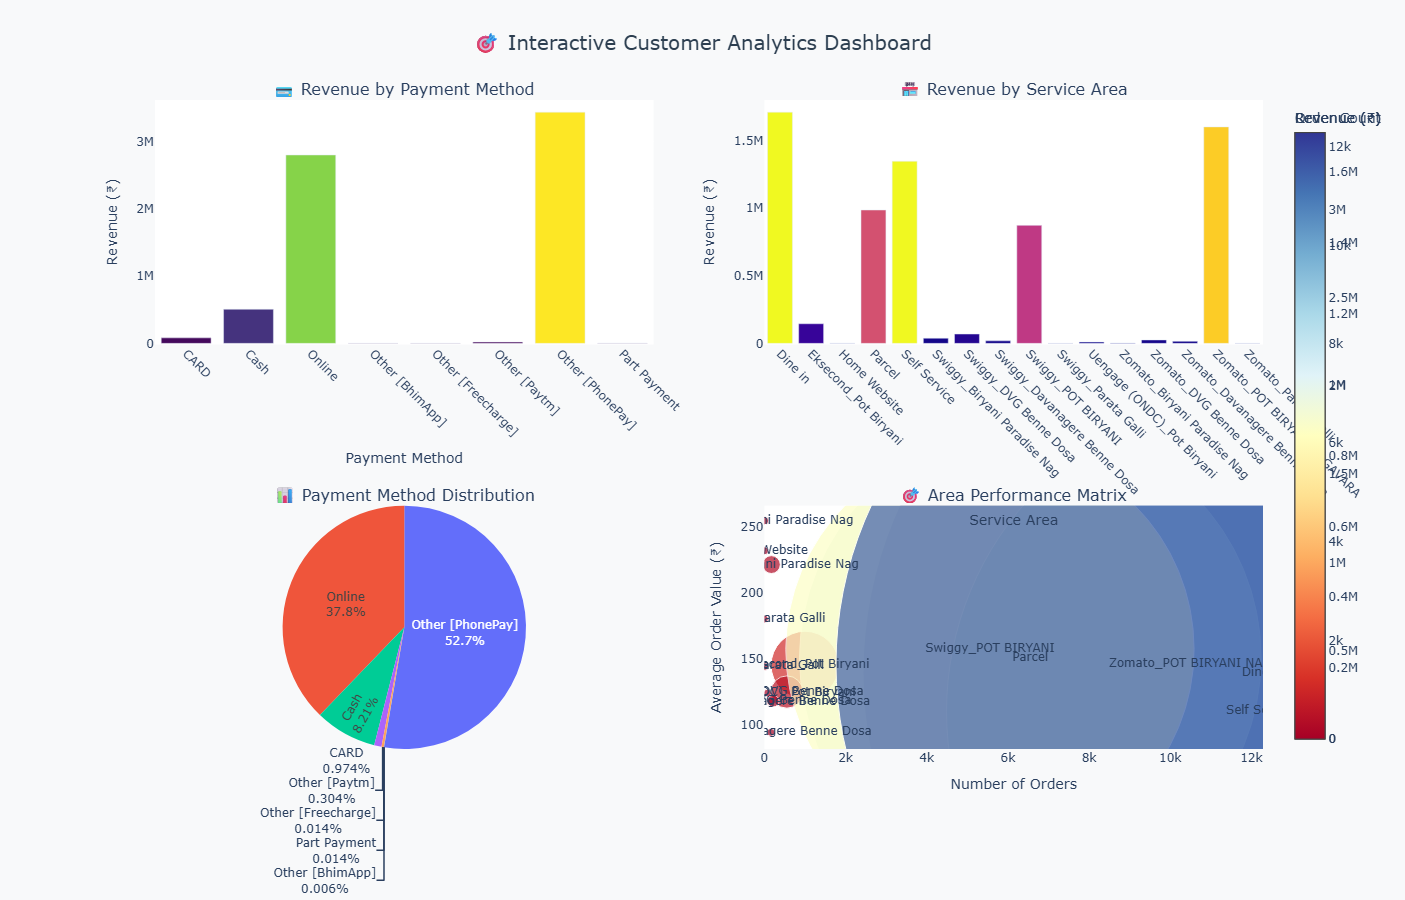 🎯 Interactive Customer Analytics Dashboard
💳 Revenue by Payment Method
Revenue (₹)
3M
2M
1M
0
CARD
Cash
Online
Other [BhimApp]
Other [Freecharge]
Other [Paytm]
Other [PhonePay]
Part Payment
Payment Method
🏪 Revenue by Service Area
Revenue (₹)
1.5M
1M
0.5M
0
Dine in
Eksecond_Pot Biryani
Home Website
Parcel
Self Service
Swiggy_Biryani Paradise Nag
Swiggy_DVG Benne Dosa
Swiggy_Davanagere Benne Dosa
Swiggy_POT BIRYANI
Swiggy_Parata Galli
Uengage (ONDC)_Pot Biryani
Zomato_Biryani Paradise Nag
Zomato_DVG Benne Dosa
Zomato_Davanagere Benne
Zomato_POT BIRYANI
Service Area
Revenue (₹)
12k
1.6M
3M
1.4M
10k
2.5M
1.2M
8k
2M
6k
0.8M
1.5M
0.6M
4k
1M
0.4M
2k
0.5M
0.2M
0
📊 Payment Method Distribution
Other [PhonePay]
52.7%
Online
37.8%
Cash
8.21%
CARD
0.974%
Other [Paytm]
0.304%
Other [Freecharge]
0.014%
Part Payment
0.014%
Other [BhimApp]
0.006%
🎯 Area Performance Matrix
Average Order Value (₹)
250
200
150
100
ni Paradise Nag
Website
ni Paradise Nag
arata Galli
Pot Biryani
Benne Dosa
gere Benne Dosa
agere Benne Dosa
Swiggy_POT BIRYANI
Parcel
Zomato_POT BIRYANI NA
Din
Self Se
0
2k
4k
6k
8k
10k
12k
Number of Orders